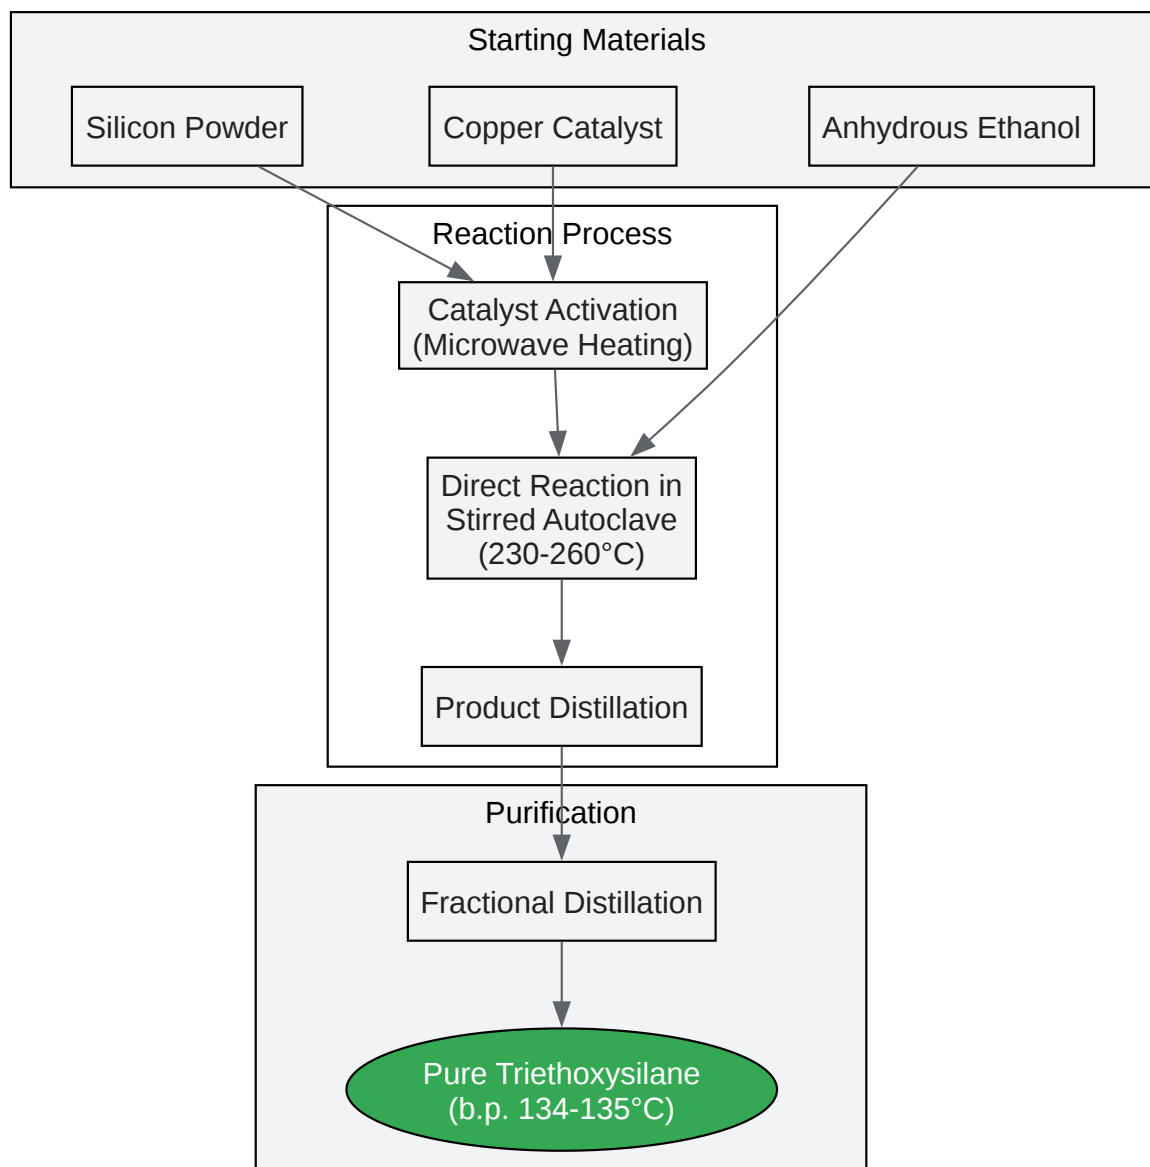 Starting Materials
Silicon Powder
Copper Catalyst
Anhydrous Ethanol
Reaction Process
Catalyst Activation
(Microwave Heating)
Direct Reaction in
Stirred Autoclave
(230-260°C)
Product Distillation
Purification
Fractional Distillation
Pure Triethoxysilane
(b.p. 134-135°C)